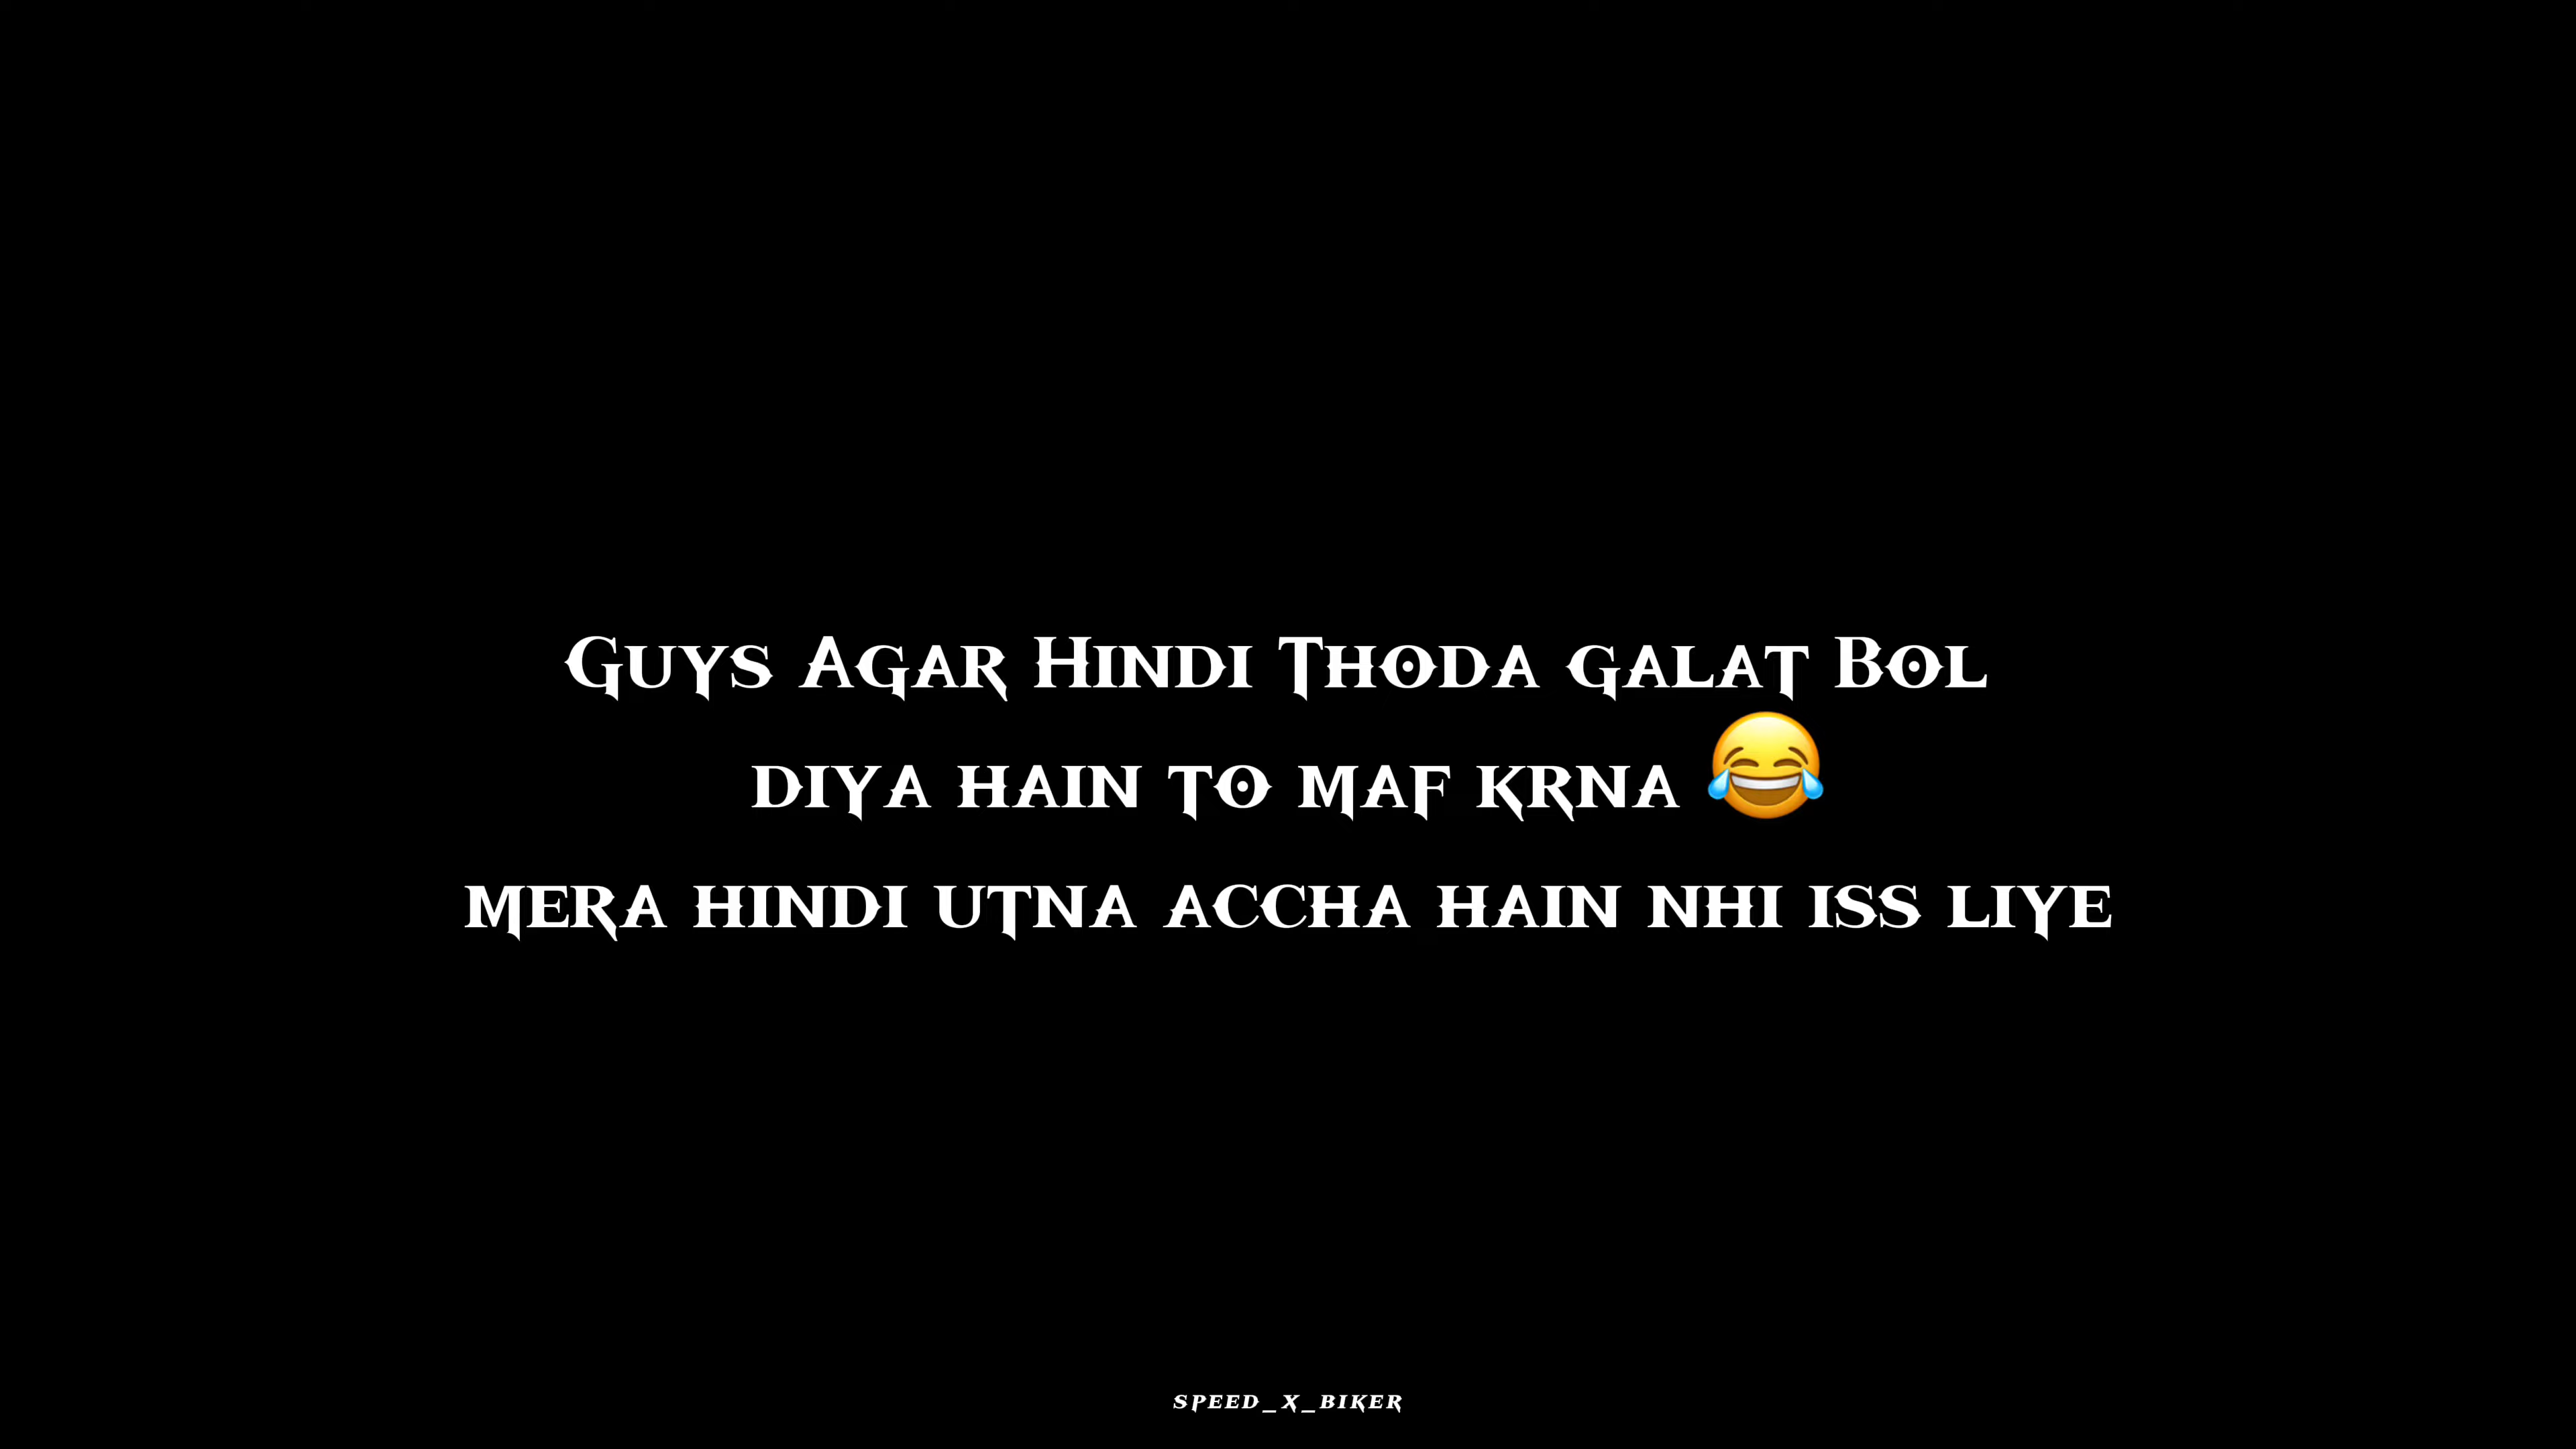 Guys Agar Hindi Thoda galat Bol
diya hain to maf krna 😂
mera hindi utna accha hain nhi iss liye
speed_x_biker